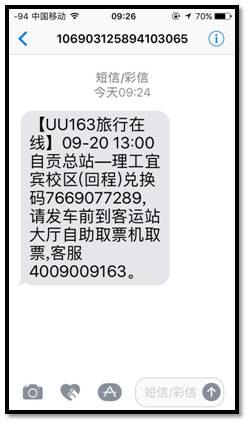 -94 中国移动 09:26 70%
106903125894103065
短信/彩信
今天09:24
【UU163旅行在
线】09-20 13:00
自贡总站—理工宜
宾校区(回程)兑换
码7669077289,
请发车前到客运站
大厅自助取票机取
票,客服
4009009163。
短信/彩信